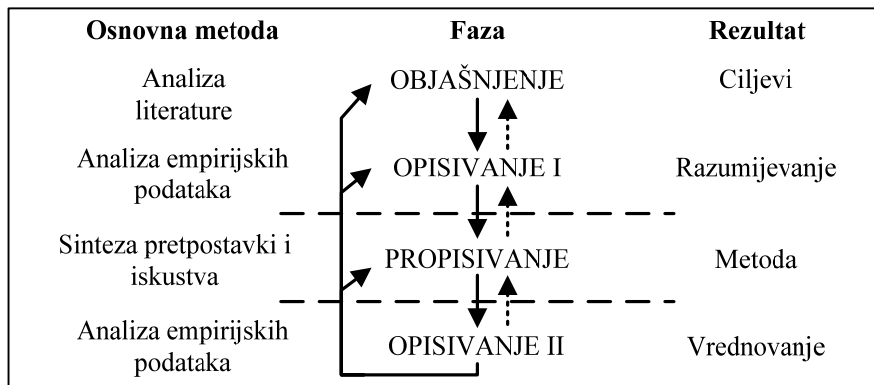 Osnovna metoda Faza Rezultat
Analiza
literature
OBJAŠNJENJE
Ciljevi
Analiza empirijskih
podataka
OPISIVANJE I
Razumijevanje
Sinteza pretpostavki i
iskustva
PROPISIVANJE
Metoda
Analiza empirijskih
podataka
OPISIVANJE II
Vrednovanje